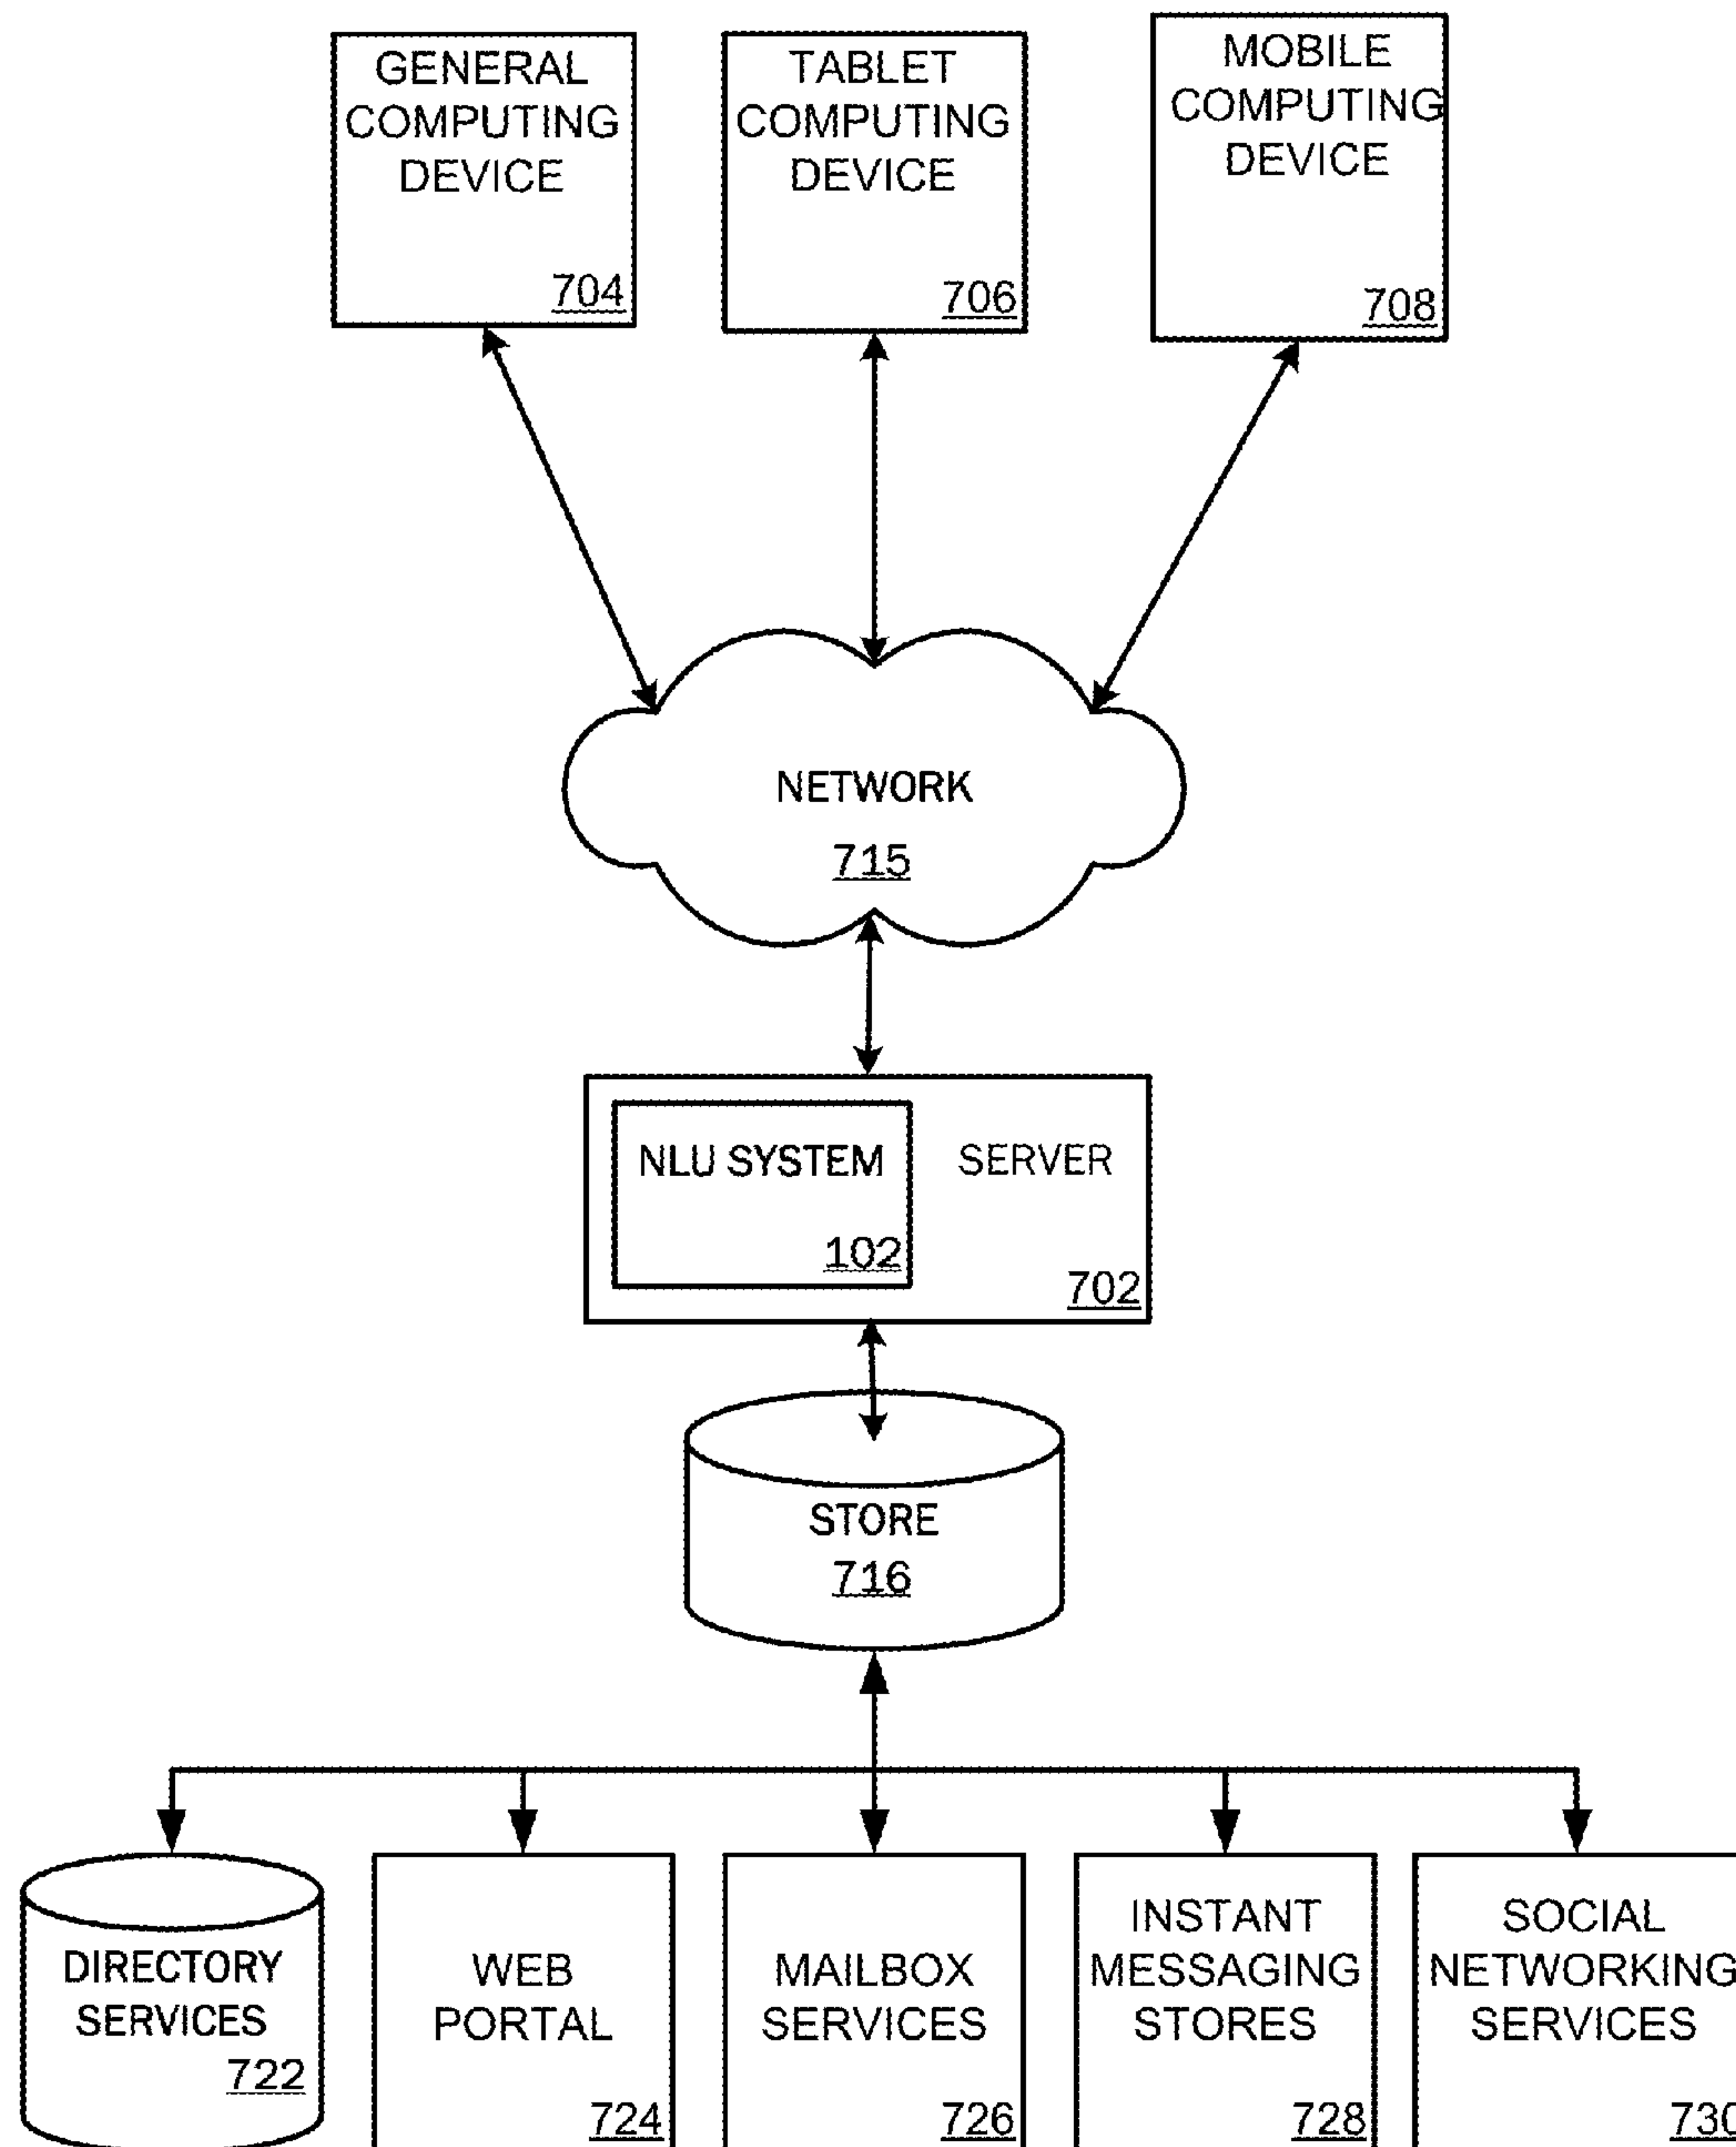 GENERAL
COMPUTING
DEVICE
704
TABLET
COMPUTING
DEVICE
706
MOBILE
COMPUTING
DEVICE
708
NETWORK
715
NLU SYSTEM
102
SERVER
702
STORE
716
DIRECTORY
SERVICES
722
WEB
PORTAL
724
MAILBOX
SERVICES
726
INSTANT
MESSAGING
STORES
728
SOCIAL
NETWORKING
SERVICES
730